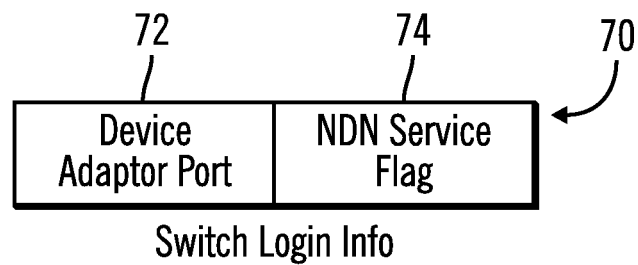 72 74 70
Device NDN Service
Adaptor Port Flag
Switch Login Info